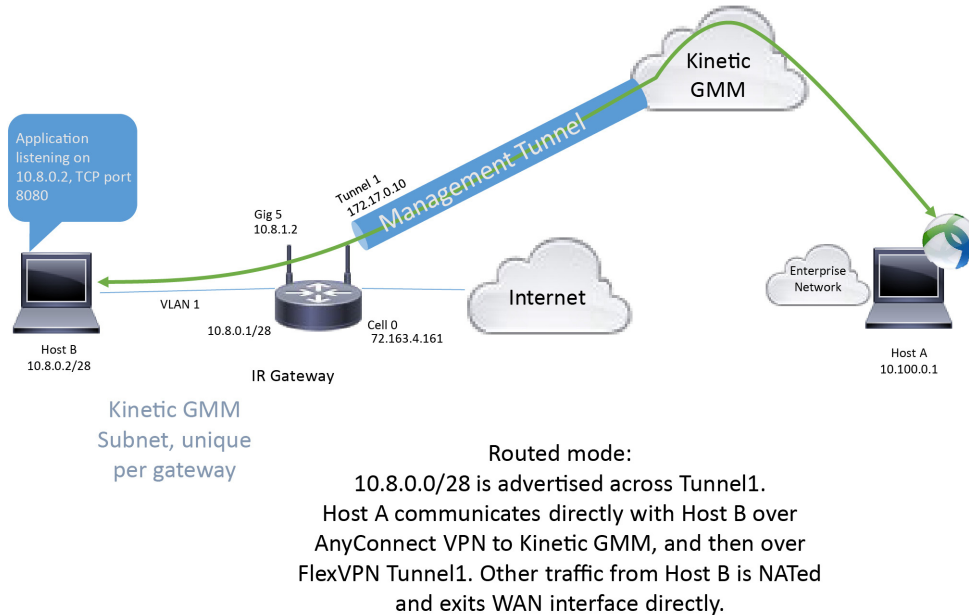 Kinetic
GMM
Application
listening on
10.8.0.2, TCP port
8080
Management Tunnel
Tunnel 1
172.17.0.10
Gig 5
10.8.1.2
Enterprise
Network
Internet
VLAN 1
10.8.0.1/28
Cell 0
72.163.4.161
Host B
10.8.0.2/28
IR Gateway
Host A
10.100.0.1
Kinetic GMM
Subnet, unique
per gateway
Routed mode:
10.8.0.0/28 is advertised across Tunnel1.
Host A communicates directly with Host B over
AnyConnect VPN to Kinetic GMM, and then over
FlexVPN Tunnel1. Other traffic from Host B is NATed
and exits WAN interface directly.